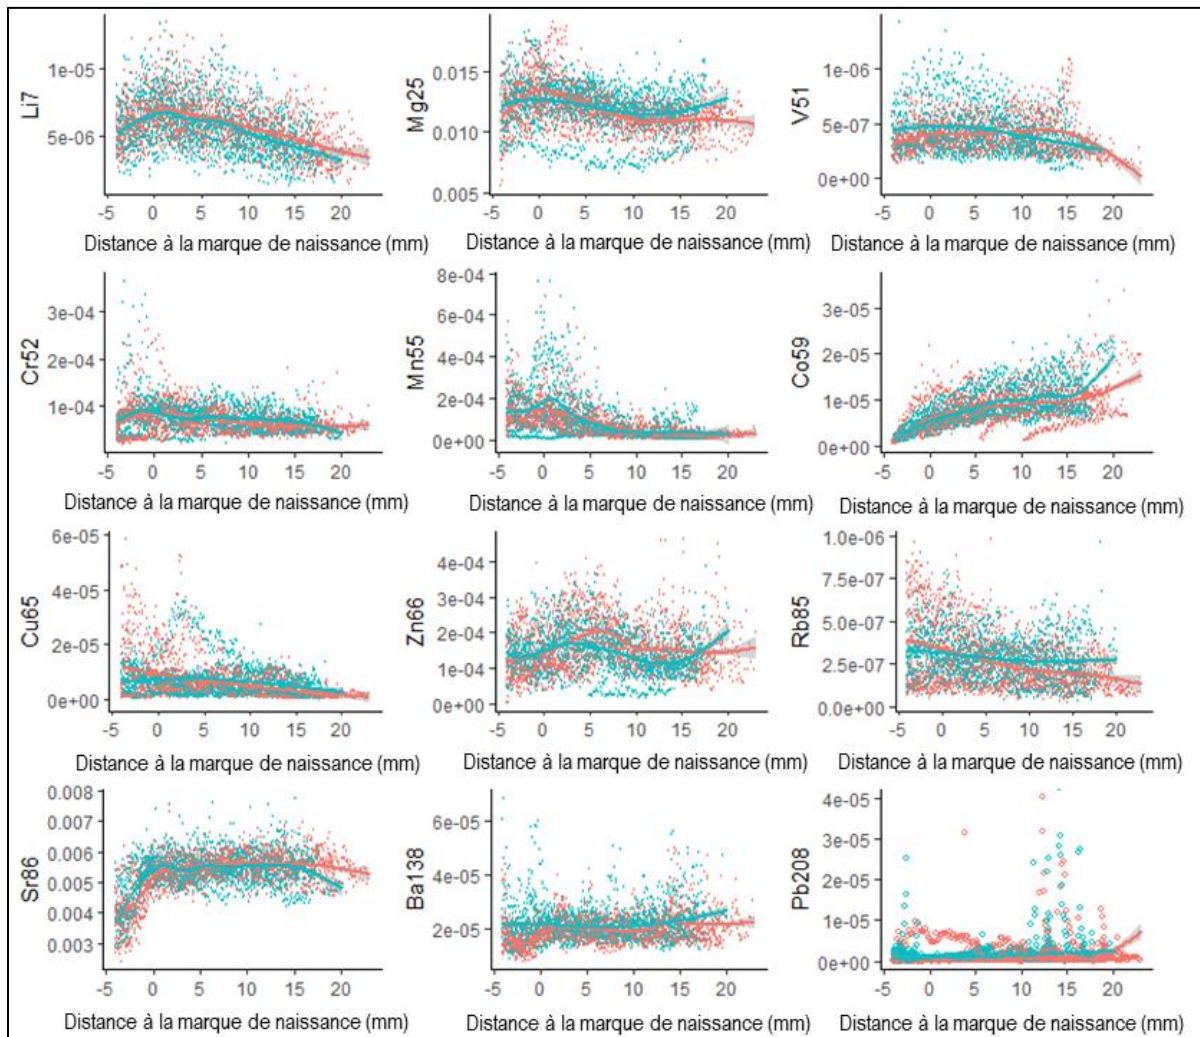 Li7
1e-05
5e-06
-5 0 5 10 15 20
Distance à la marque de naissance (mm)
Mg25
0.015
0.010
0.005
-5 0 5 10 15 20
Distance à la marque de naissance (mm)
V51
1e-06
5e-07
0e+00
-5 0 5 10 15 20
Distance à la marque de naissance (mm)
Cr52
3e-04
2e-04
1e-04
-5 0 5 10 15 20
Distance à la marque de naissance (mm)
Mn55
8e-04
6e-04
4e-04
2e-04
0e+00
-5 0 5 10 15 20
Distance à la marque de naissance (mm)
Co59
3e-05
2e-05
1e-05
0e+00
-5 0 5 10 15 20
Distance à la marque de naissance (mm)
Cu65
6e-05
4e-05
2e-05
0e+00
-5 0 5 10 15 20
Distance à la marque de naissance (mm)
Zn66
4e-04
3e-04
2e-04
1e-04
0e+00
-5 0 5 10 15 20
Distance à la marque de naissance (mm)
Rb85
1.0e-06
7.5e-07
5.0e-07
2.5e-07
0.0e+00
-5 0 5 10 15 20
Distance à la marque de naissance (mm)
Sr86
0.008
0.007
0.006
0.005
0.004
0.003
-5 0 5 10 15 20
Distance à la marque de naissance (mm)
Ba138
6e-05
4e-05
2e-05
-5 0 5 10 15 20
Distance à la marque de naissance (mm)
Pb208
4e-05
3e-05
2e-05
1e-05
0e+00
-5 0 5 10 15 20
Distance à la marque de naissance (mm)